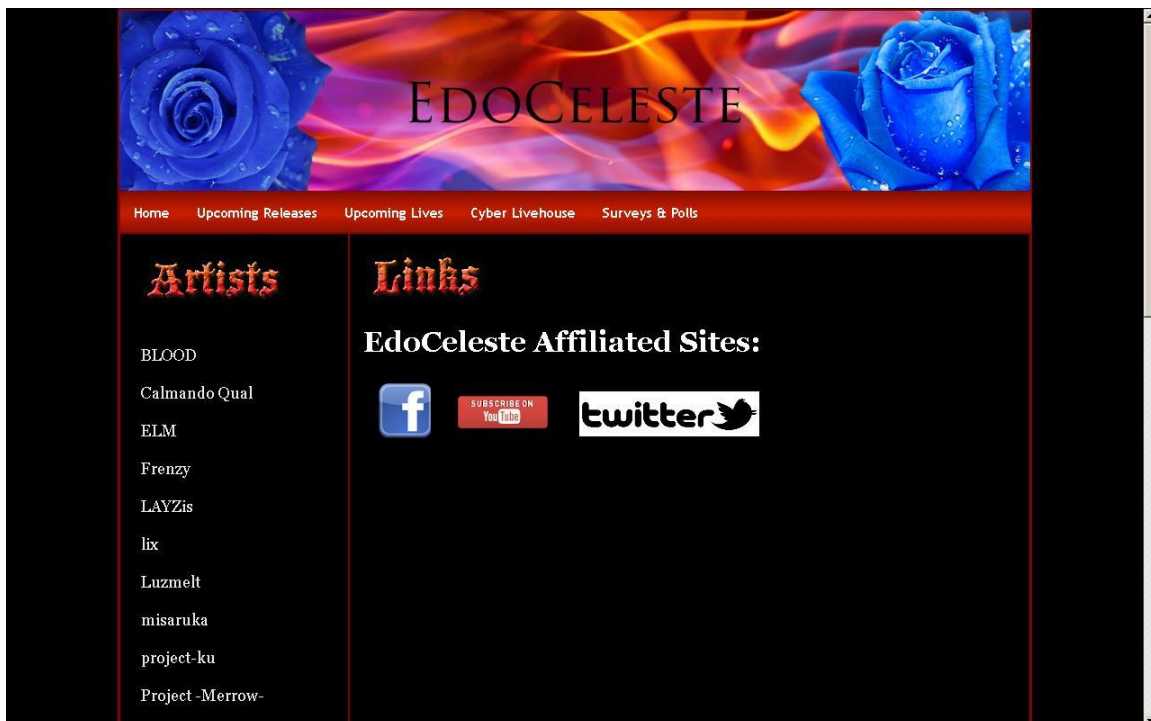 EDOCELESTE
Home Upcoming Releases Upcoming Lives Cyber Livehouse Surveys & Polls
Artists
BLOOD
Calmando Qual
ELM
Frenzy
LAYZis
lix
Luzmelt
misaruka
project-ku
Project -Merrow-
Links
EdoCeleste Affiliated Sites:
f
SUBSCRIBE ON
YouTube
twitter